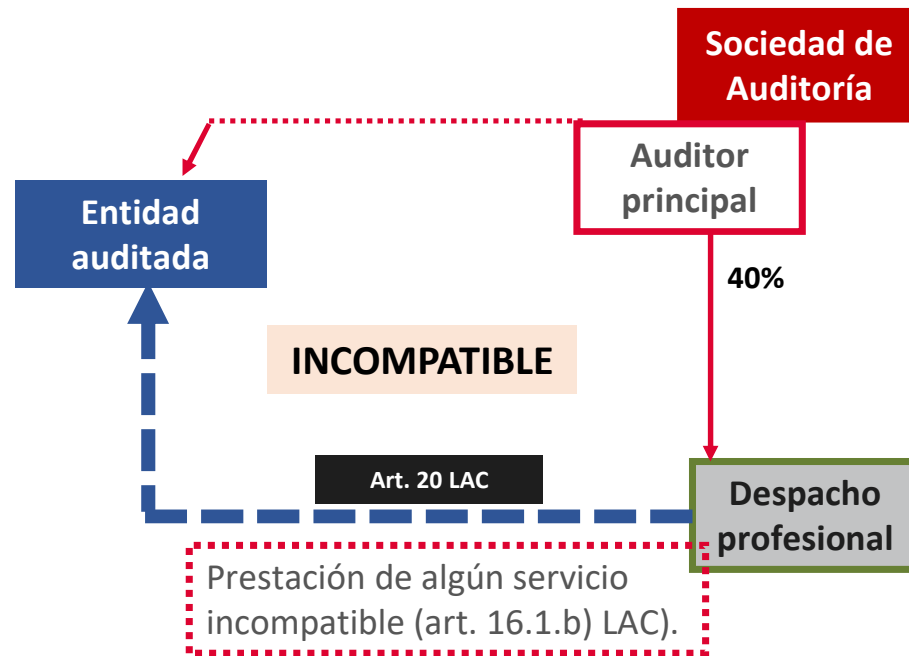 Sociedad de
Auditoría
Auditor
principal
Entidad
auditada
40%
INCOMPATIBLE
Art. 20 LAC
Despacho
profesional
Prestación de algún servicio
incompatible (art. 16.1.b) LAC).